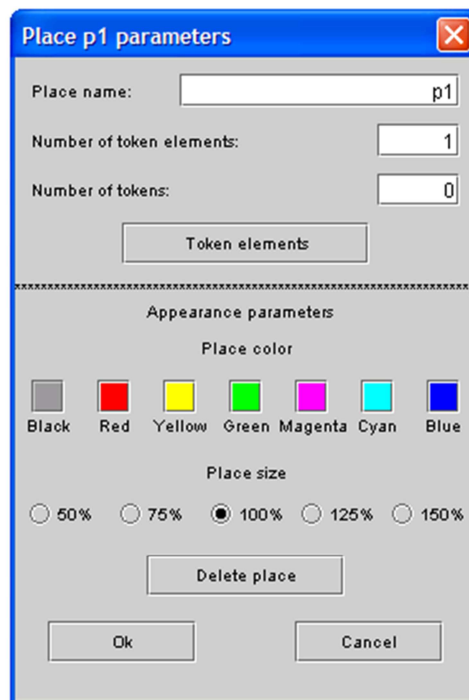 Place p1 parameters
Place name: p1
Number of token elements: 1
Number of tokens: 0
Token elements
Appearance parameters
Place color
Black Red Yellow Green Magenta Cyan Blue
Place size
50% 75% 100% 125% 150%
Delete place
Ok Cancel